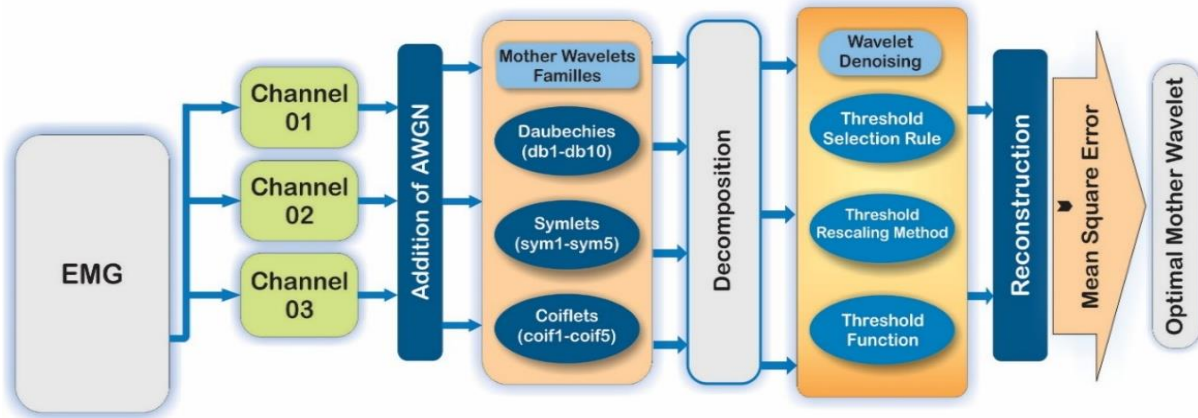 EMG
Channel
01
Channel
02
Channel
03
Addition of AWGN
Mother Wavelets
Familles
Daubechies
(db1-db10)
Symlets
(sym1-sym5)
Coiflets
(coif1-coif5)
Decomposition
Wavelet
Denoising
Threshold
Selection Rule
Threshold
Rescaling Method
Threshold
Function
Reconstruction
Mean Square Error
Optimal Mother Wavelet